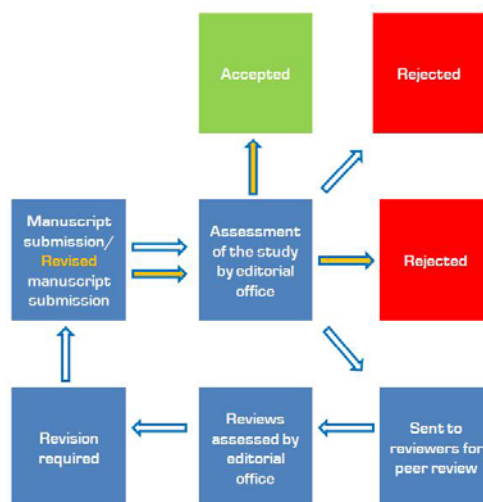 Accepted
Rejected
Manuscript
submission/
Revised
manuscript
submission
Assessment
of the study
by editorial
office
Rejected
Revision
required
Reviews
assessed by
editorial
office
Sent to
reviewers for
peer review